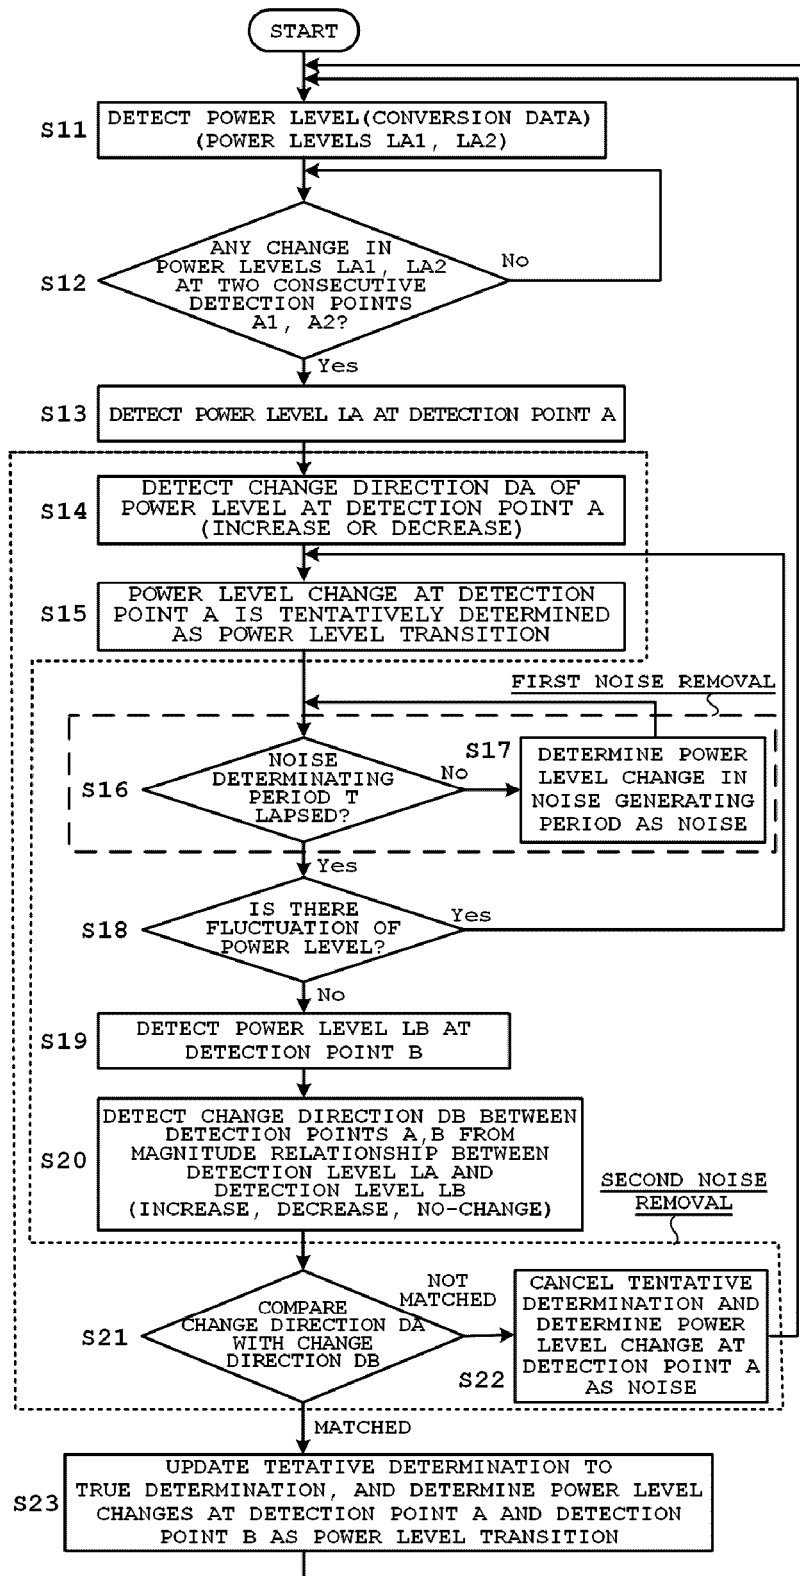 START
S11
DETECT POWER LEVEL(CONVERSION DATA)
(POWER LEVELS LA1, LA2)
S12
ANY CHANGE IN
POWER LEVELS LA1, LA2
AT TWO CONSECUTIVE
DETECTION POINTS
A1, A2?
No
Yes
S13
DETECT POWER LEVEL LA AT DETECTION POINT A
S14
DETECT CHANGE DIRECTION DA OF
POWER LEVEL AT DETECTION POINT A
(INCREASE OR DECREASE)
S15
POWER LEVEL CHANGE AT DETECTION
POINT A IS TENTATIVELY DETERMINED
AS POWER LEVEL TRANSITION
FIRST NOISE REMOVAL
S16
NOISE
DETERMINATING
PERIOD T
LAPSED?
No
Yes
S17
DETERMINE POWER
LEVEL CHANGE IN
NOISE GENERATING
PERIOD AS NOISE
S18
IS THERE
FLUCTUATION OF
POWER LEVEL?
Yes
No
S19
DETECT POWER LEVEL LB AT
DETECTION POINT B
S20
DETECT CHANGE DIRECTION DB BETWEEN
DETECTION POINTS A,B FROM
MAGNITUDE RELATIONSHIP BETWEEN
DETECTION LEVEL LA AND
DETECTION LEVEL LB
(INCREASE, DECREASE, NO-CHANGE)
SECOND NOISE
REMOVAL
S21
COMPARE
CHANGE DIRECTION DA
WITH CHANGE
DIRECTION DB
NOT
MATCHED
S22
CANCEL TENTATIVE
DETERMINATION AND
DETERMINE POWER
LEVEL CHANGE AT
DETECTION POINT A
AS NOISE
MATCHED
S23
UPDATE TETATIVE DETERMINATION TO
TRUE DETERMINATION, AND DETERMINE POWER LEVEL
CHANGES AT DETECTION POINT A AND DETECTION
POINT B AS POWER LEVEL TRANSITION